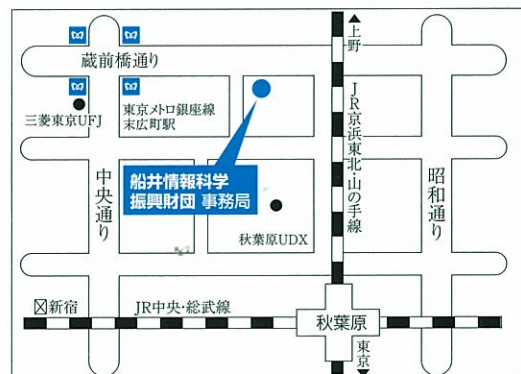 ▲上野
蔵前橋通り
三菱東京UFJ
東京メトロ銀座線
末広町駅
JR京浜東北・山の手線
中央通り
昭和通り
船井情報科学
振興財団 事務局
秋葉原UDX
新宿
JR中央・総武線
秋葉原
東京▼